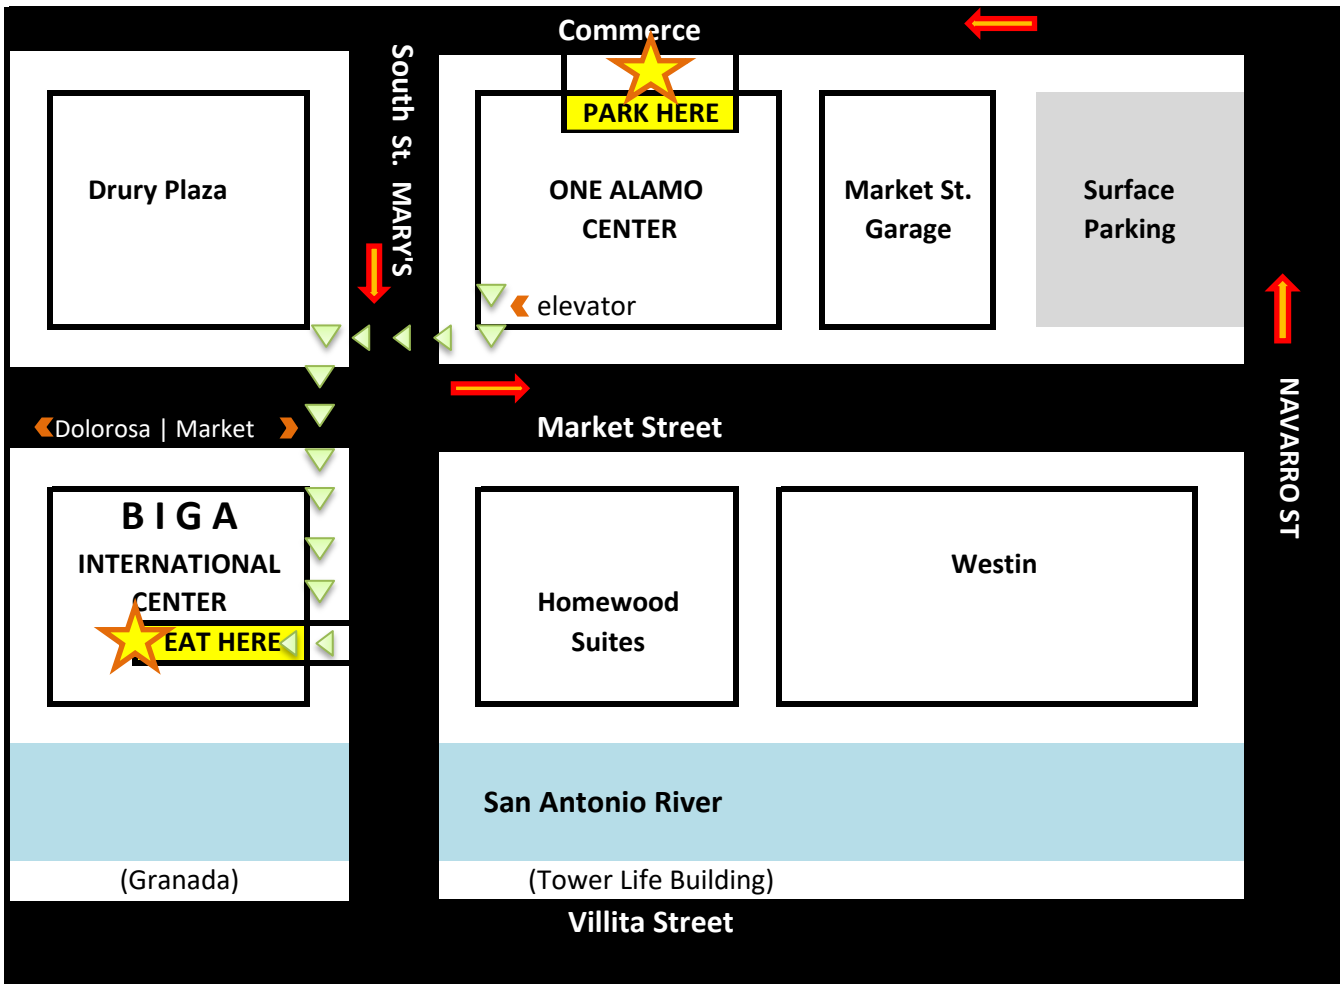 Commerce
South St. MARY'S
PARK HERE
Drury Plaza
ONE ALAMO
CENTER
Market St.
Garage
Surface
Parking
elevator
Dolorosa | Market
Market Street
NAVARRO ST
B I G A
INTERNATIONAL
CENTER
EAT HERE
Homewood
Suites
Westin
San Antonio River
(Granada)
(Tower Life Building)
Villita Street